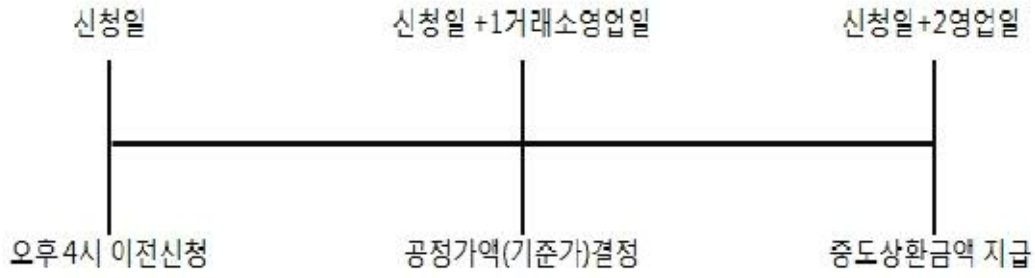 신청일
신청일 +1거래소영업일
신청일+2영업일
오후4시 이전신청
공정가액(기준가)결정
중도상환금액 지급